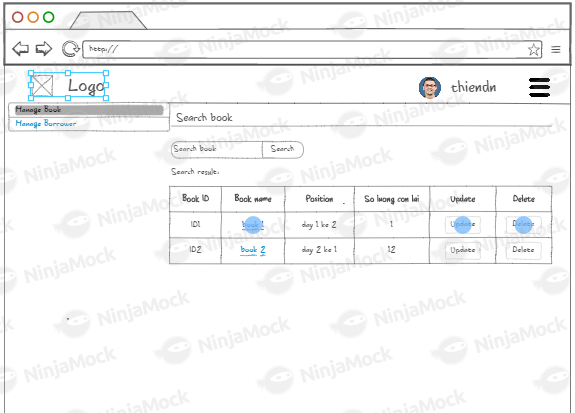 http://
Logo
thiendn
Manage Book
Manage Borrower
Search book
Search book Search
Search result:
Book ID Book name Position So luong con lai Update Delete
ID1 book 1 day 1 ke 2 1 Update Delete
ID2 book 2 day 2 ke 1 12 Update Delete
NinjaMock